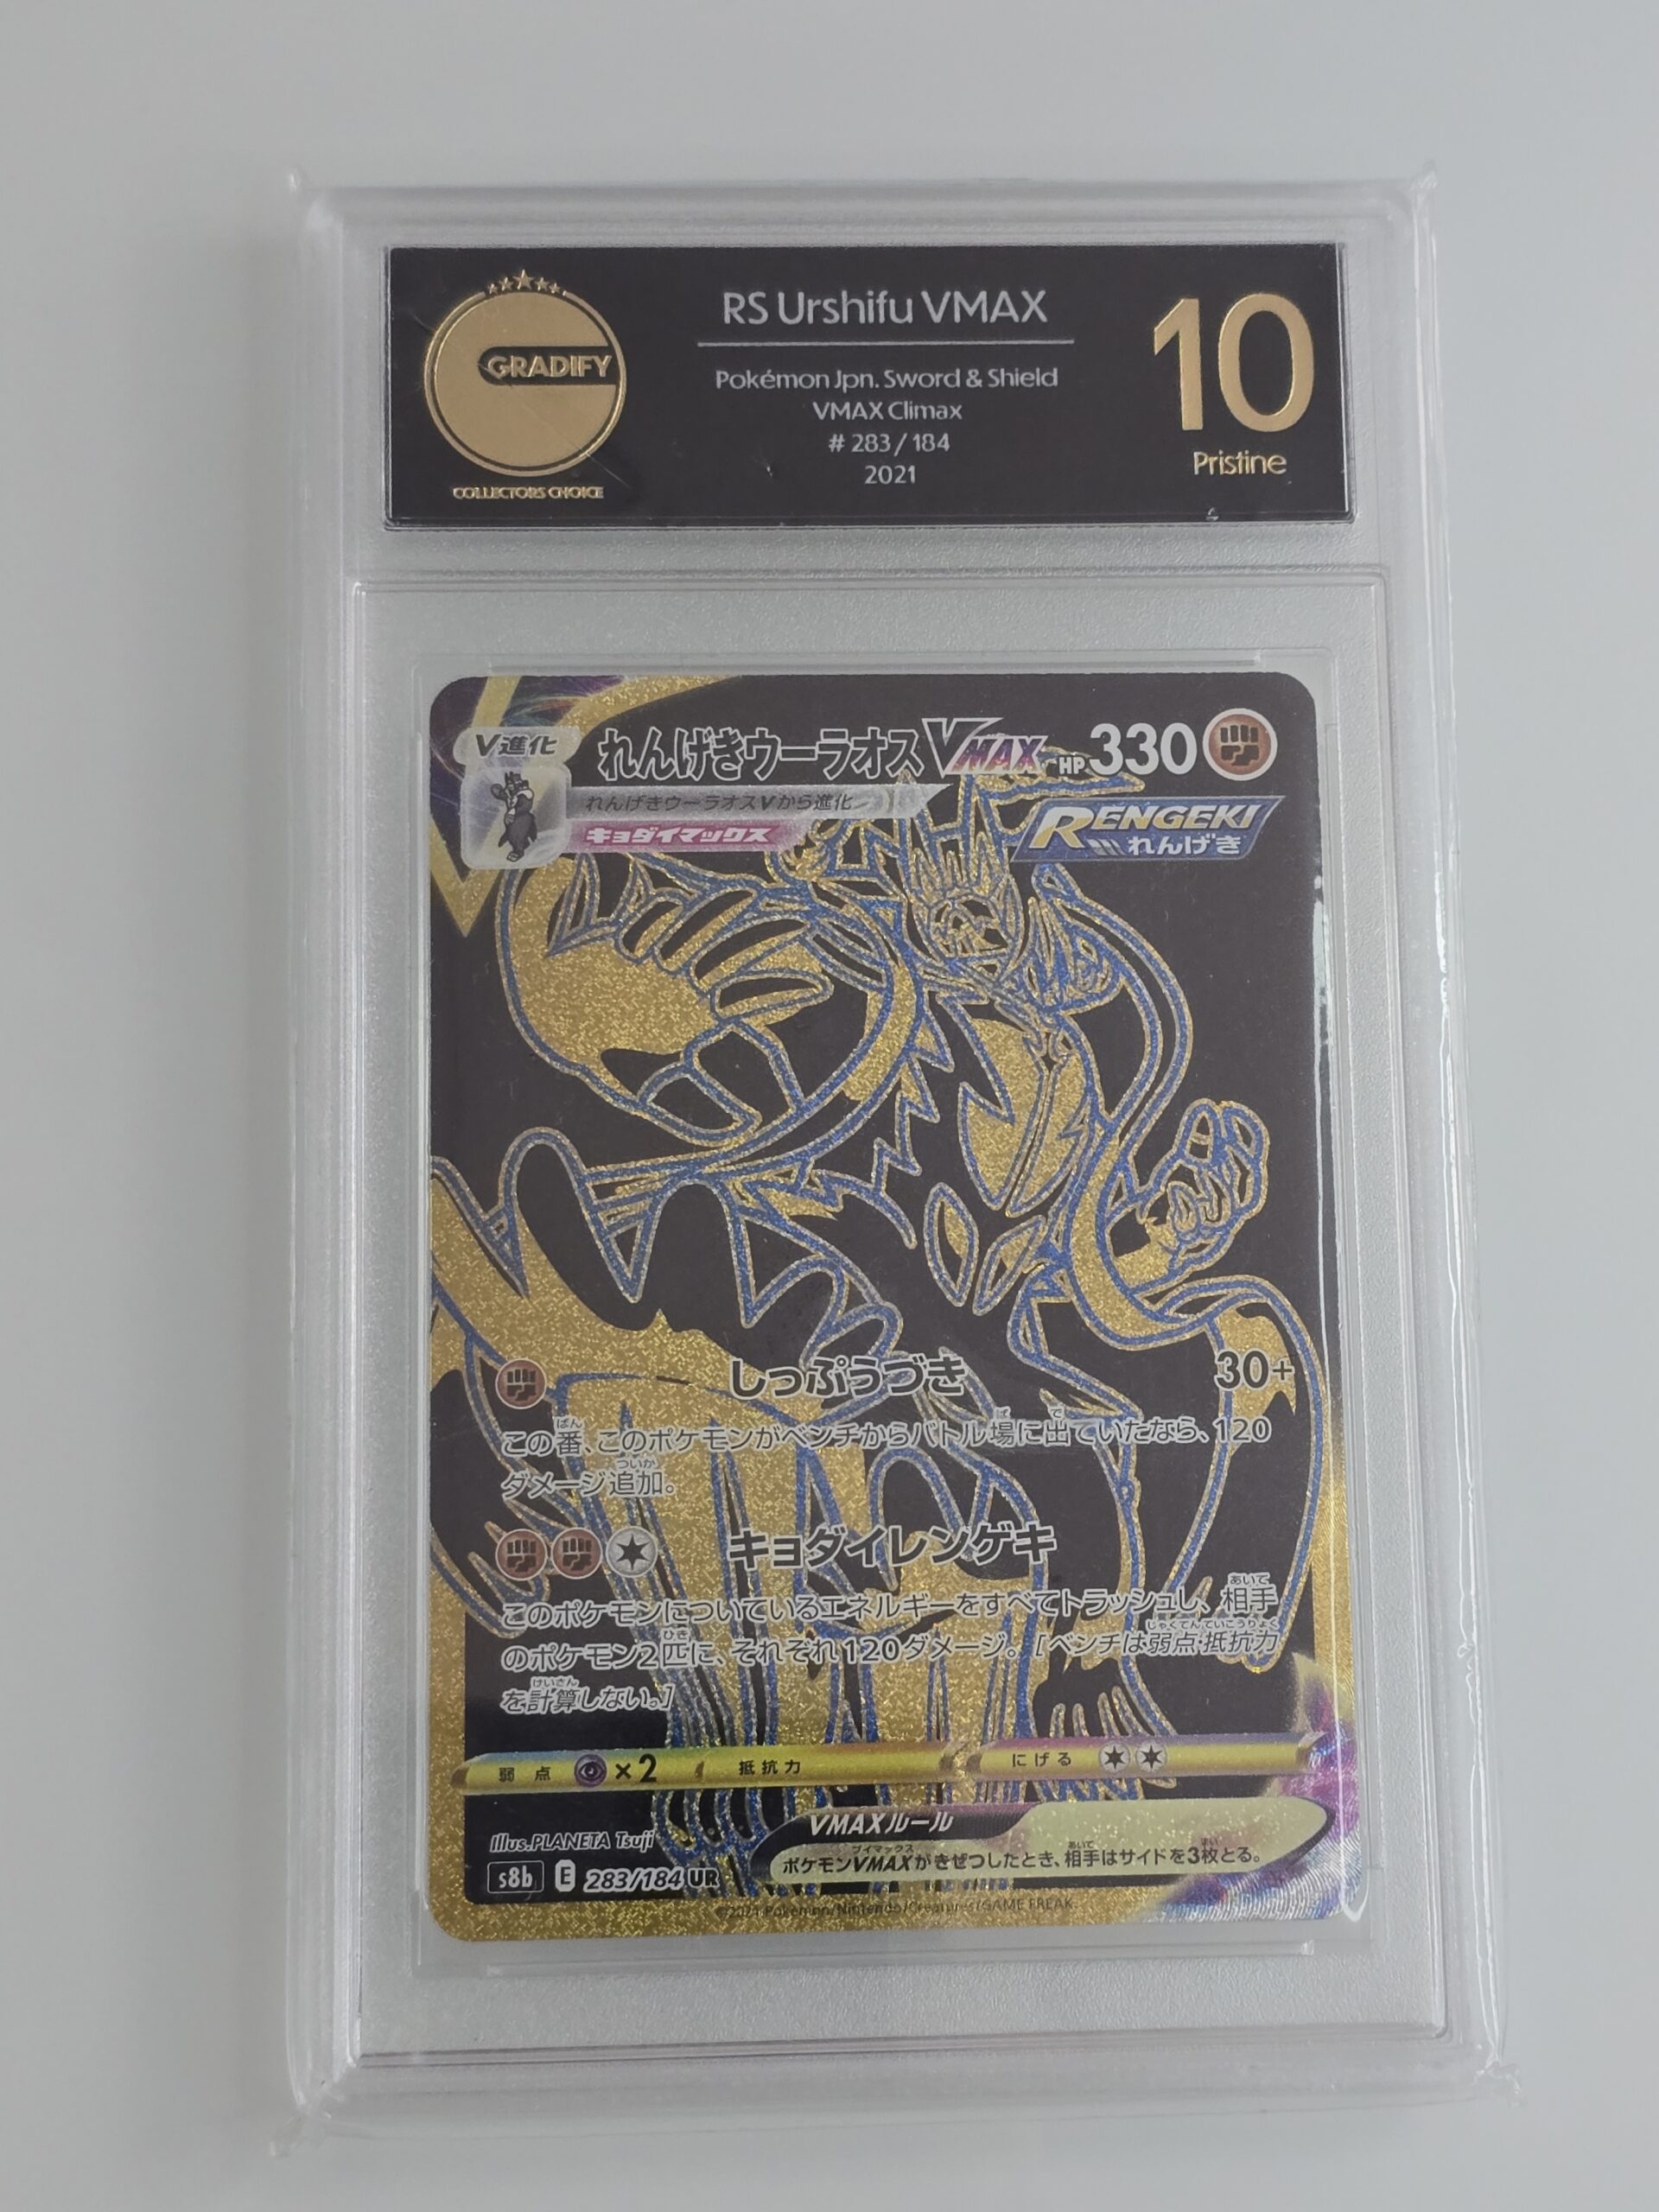 GRADIFY
COLLECTORS CHOICE
RS Urshifu VMAX
Pokémon Jpn. Sword & Shield
VMAX Climax
# 283/184
2021
10
Pristine
V進化
れんげきウーラオスVMAX HP330
れんげきウーラオスVから進化
キョダイマックス
RENGEKI
れんげき
しっぷうづき 30+
この番、このポケモンがベンチからバトル場に出ていたなら、120
ダメージ追加。
キョダイレンゲキ
このポケモンについているエネルギーをすべてトラッシュし、相手
のポケモン2匹に、それぞれ120ダメージ。[ベンチは弱点・抵抗力
を計算しない。]
弱点 ×2 抵抗力 にげる
VMAXルール
ポケモンVMAXがきぜつしたとき、相手はサイドを3枚とる。
Illus.PLANETA Tsuji
s8b E 283/184 UR
©2021 Pokémon/Nintendo/Creatures/GAME FREAK